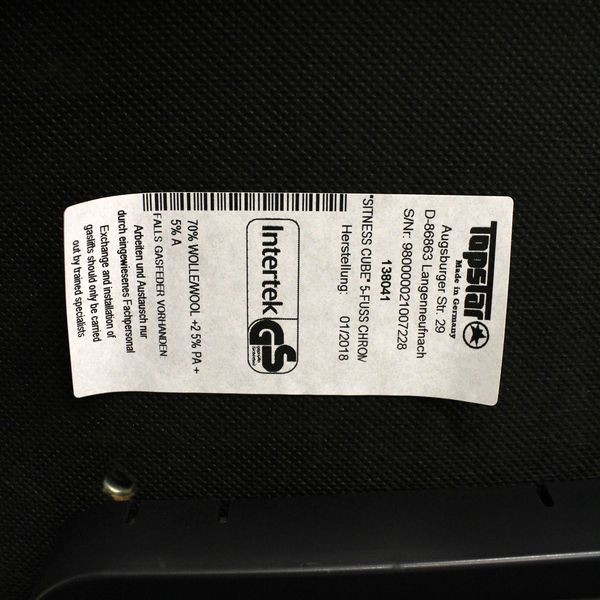 Topstar
Made in Germany
Augsburger Str. 29
D-86863 Langenneufnach
S/Nr. 980000021007228
139041
"SITNESS CUBE" 5-FUSS CHROM
Herstellung: 01/2018
Intertek
GS
70% WOLLE/WOOL +25% PA +
5% A
FALLS GASFEDER VORHANDEN:
Arbeiten und Austausch nur
durch eingewiesenes Fachpersonal
Exchange and installation of
gaslifts should only be carried
out by trained specialists